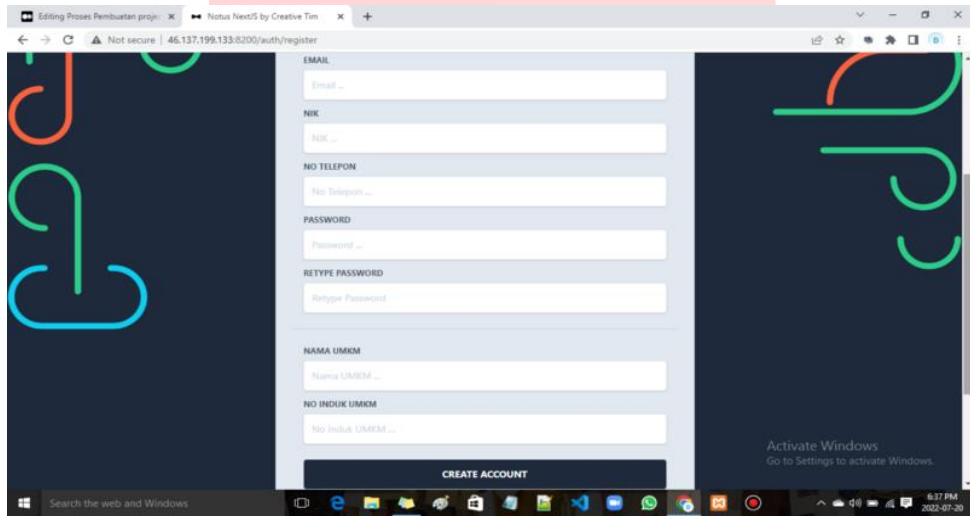 Editing Proses Pembuatan proje
Notus NextJS by Creative Tim
Not secure | 46.137.199.133:8200/auth/register
EMAIL
Email ...
NIK
NIK ...
NO TELEPON
No Telepon ...
PASSWORD
Password ...
RETYPE PASSWORD
Retype Password
NAMA UMKM
Nama UMKM ...
NO INDUK UMKM
No Induk UMKM ...
CREATE ACCOUNT
Activate Windows
Go to Settings to activate Windows.
Search the web and Windows
6:37 PM
2022-07-20